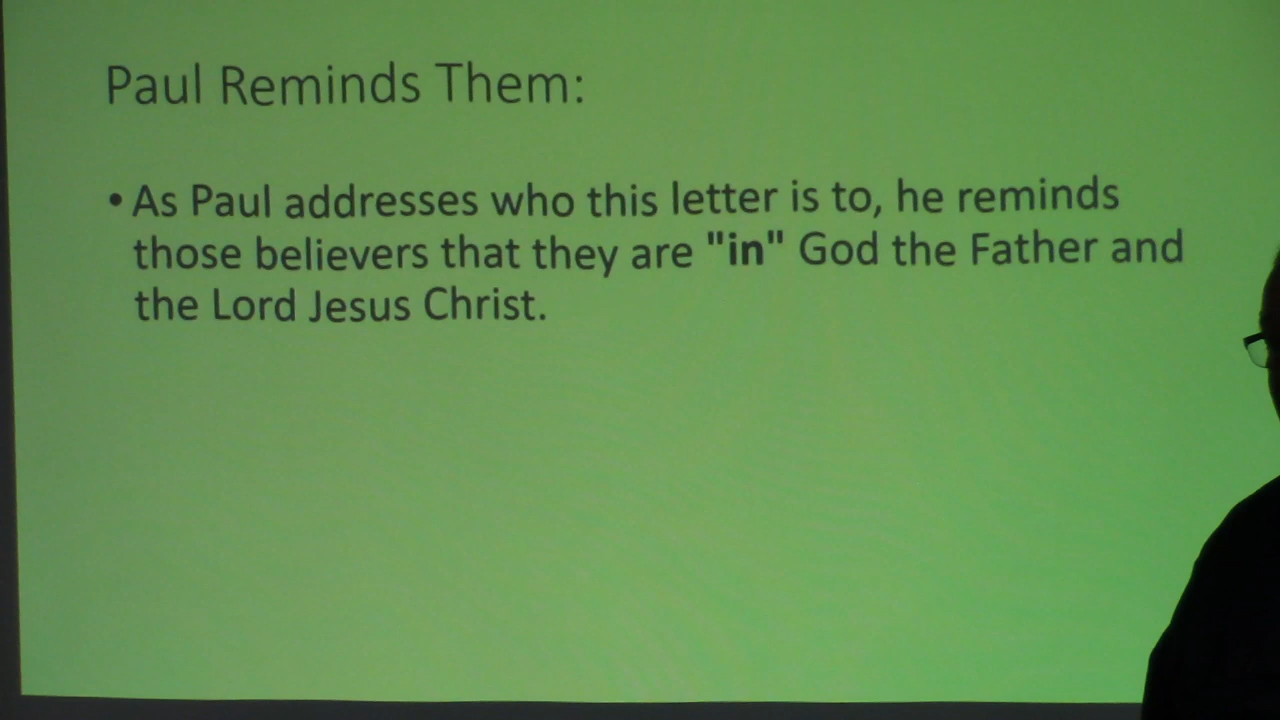 Paul Reminds Them:
• As Paul addresses who this letter is to, he reminds
those believers that they are "in" God the Father and
the Lord Jesus Christ.